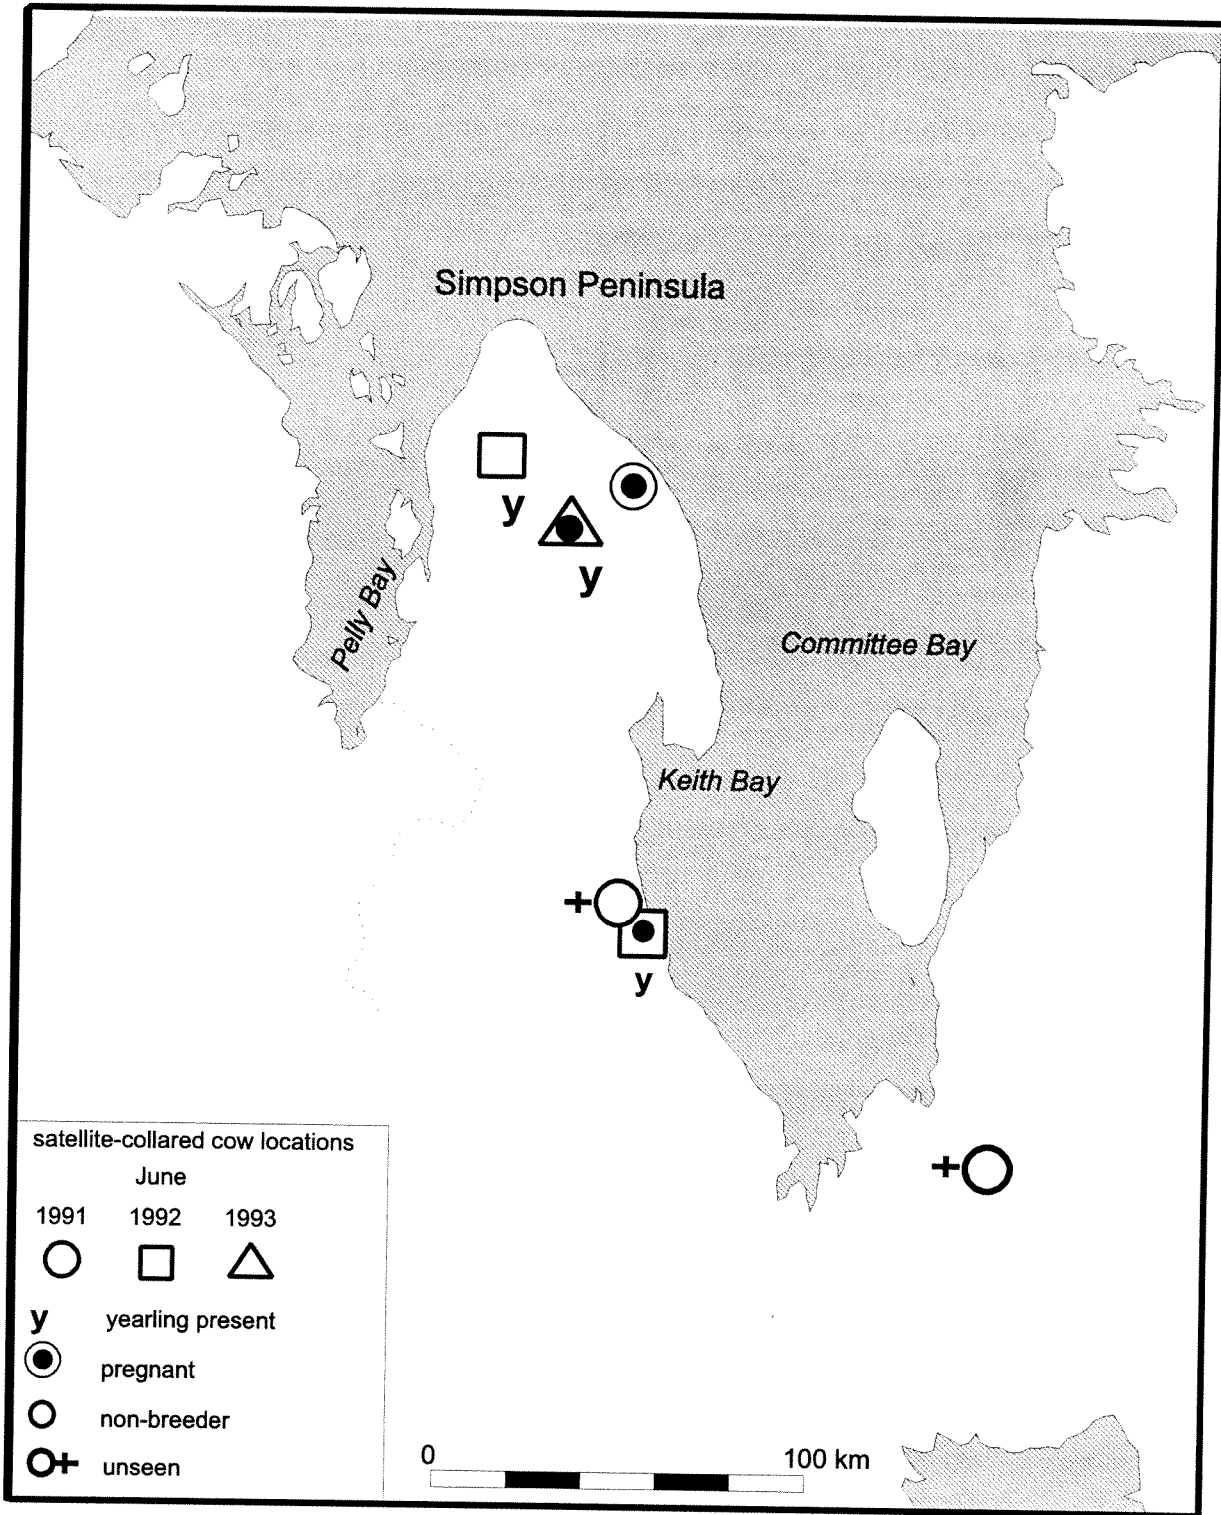 Simpson Peninsula
y
y
Pelly Bay
Committee Bay
Keith Bay
+
y
+
satellite-collared cow locations
June
1991 1992 1993
y yearling present
pregnant
non-breeder
+ unseen
0 100 km